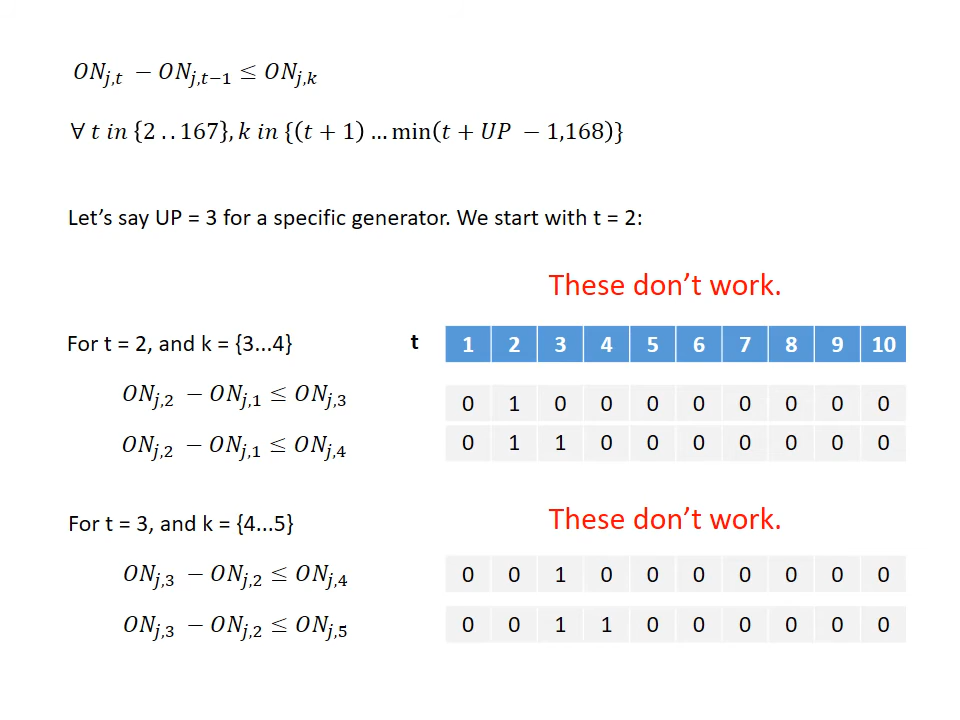 ON_{j,t} − ON_{j,t−1} ≤ ON_{j,k}
∀ t in {2 . . 167}, k in {(t + 1) … min(t + UP − 1,168)}
Let’s say UP = 3 for a specific generator. We start with t = 2:
These don’t work.
For t = 2, and k = {3…4} t 1 2 3 4 5 6 7 8 9 10
ON_{j,2} − ON_{j,1} ≤ ON_{j,3} 0 1 0 0 0 0 0 0 0 0
ON_{j,2} − ON_{j,1} ≤ ON_{j,4} 0 1 1 0 0 0 0 0 0 0
For t = 3, and k = {4…5} These don’t work.
ON_{j,3} − ON_{j,2} ≤ ON_{j,4} 0 0 1 0 0 0 0 0 0 0
ON_{j,3} − ON_{j,2} ≤ ON_{j,5} 0 0 1 1 0 0 0 0 0 0